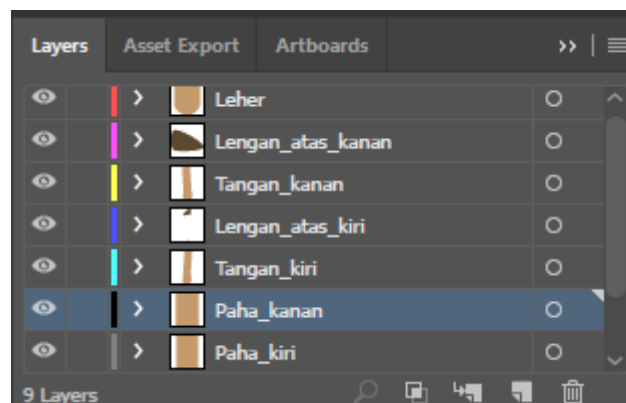 Layers Asset Export Artboards
Leher
Lengan_atas_kanan
Tangan_kanan
Lengan_atas_kiri
Tangan_kiri
Paha_kanan
Paha_kiri
9 Layers